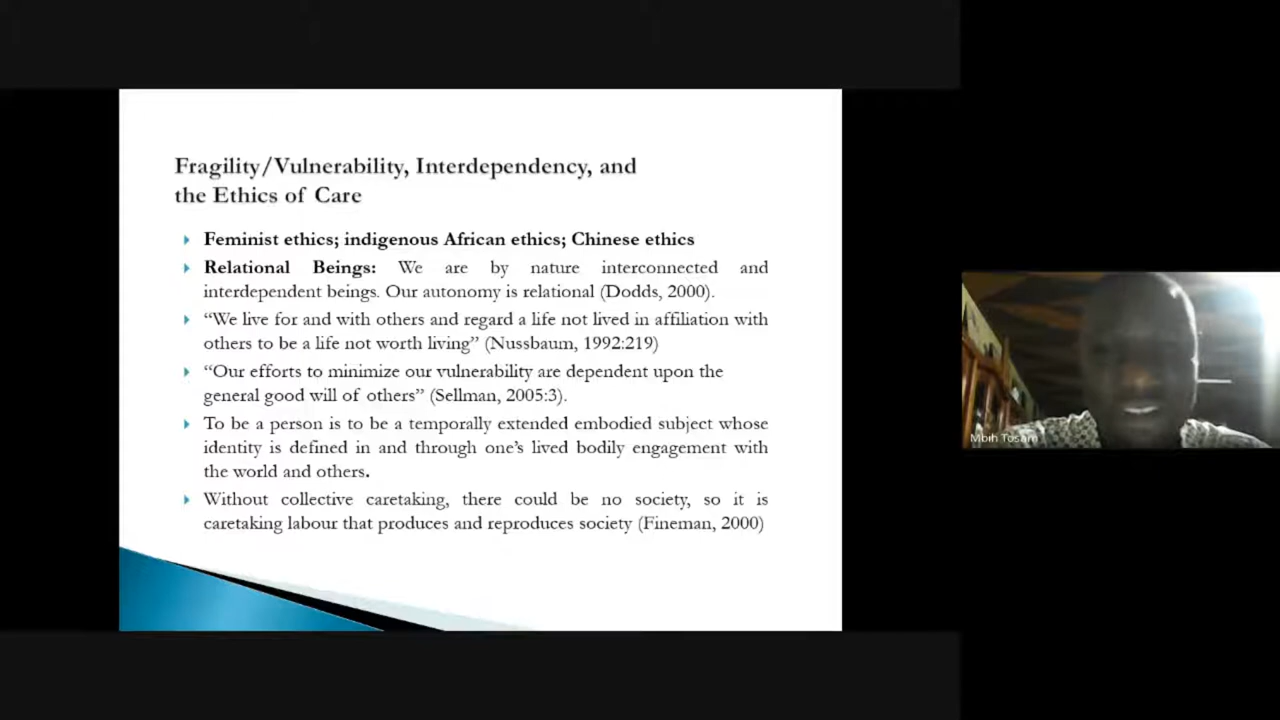 Fragility/Vulnerability, Interdependency, and
the Ethics of Care
Feminist ethics; indigenous African ethics; Chinese ethics
Relational Beings: We are by nature interconnected and
interdependent beings. Our autonomy is relational (Dodds, 2000).
“We live for and with others and regard a life not lived in affiliation with
others to be a life not worth living” (Nussbaum, 1992:219)
“Our efforts to minimize our vulnerability are dependent upon the
general good will of others” (Sellman, 2005:3).
To be a person is to be a temporally extended embodied subject whose
identity is defined in and through one’s lived bodily engagement with
the world and others.
Without collective caretaking, there could be no society, so it is
caretaking labour that produces and reproduces society (Fineman, 2000)
Mbih Tosam